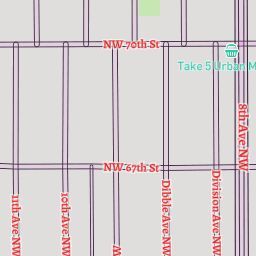 NW 70th St
Take 5 Urban M
8th Ave NW
NW 67th St
11th Ave NW
10th Ave NW
W
Dibble Ave NW
Division Ave NW